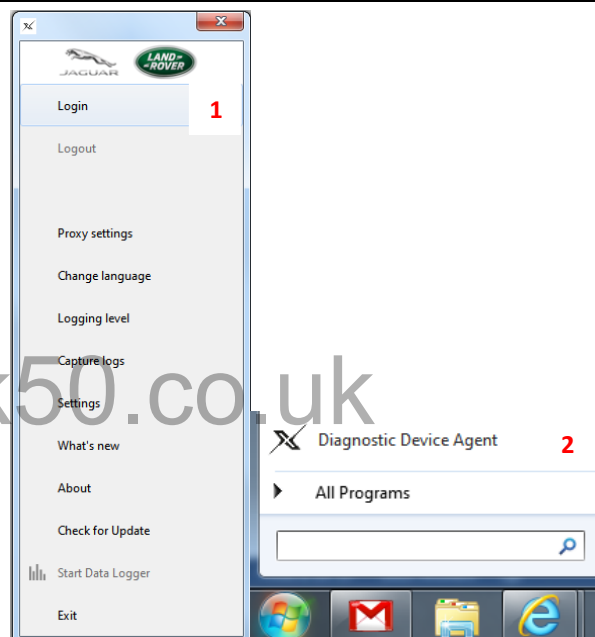 JAGUAR
LAND-
-ROVER
Login
1
Logout
Proxy settings
Change language
Logging level
Capture logs
k50.co.uk
Settings
What's new
About
Check for Update
Start Data Logger
Exit
Diagnostic Device Agent
2
All Programs